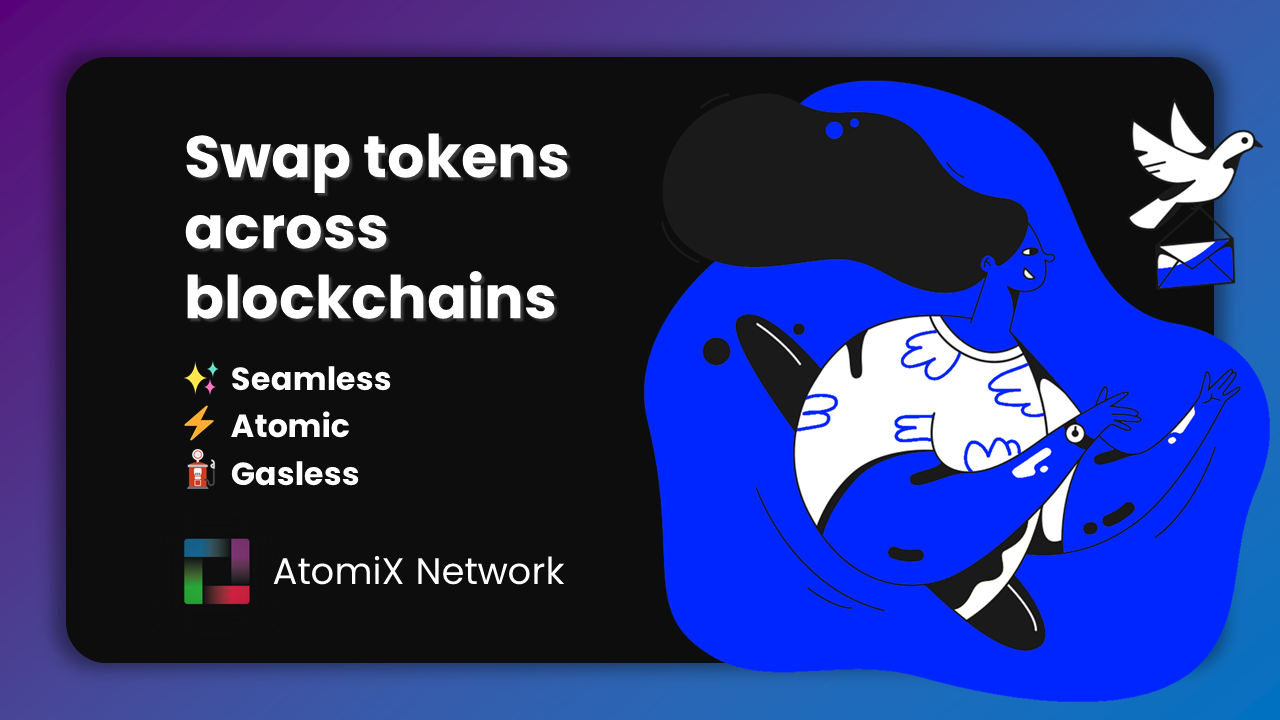 Swap tokens
across
blockchains
✨ Seamless
⚡ Atomic
⛽ Gasless
AtomiX Network